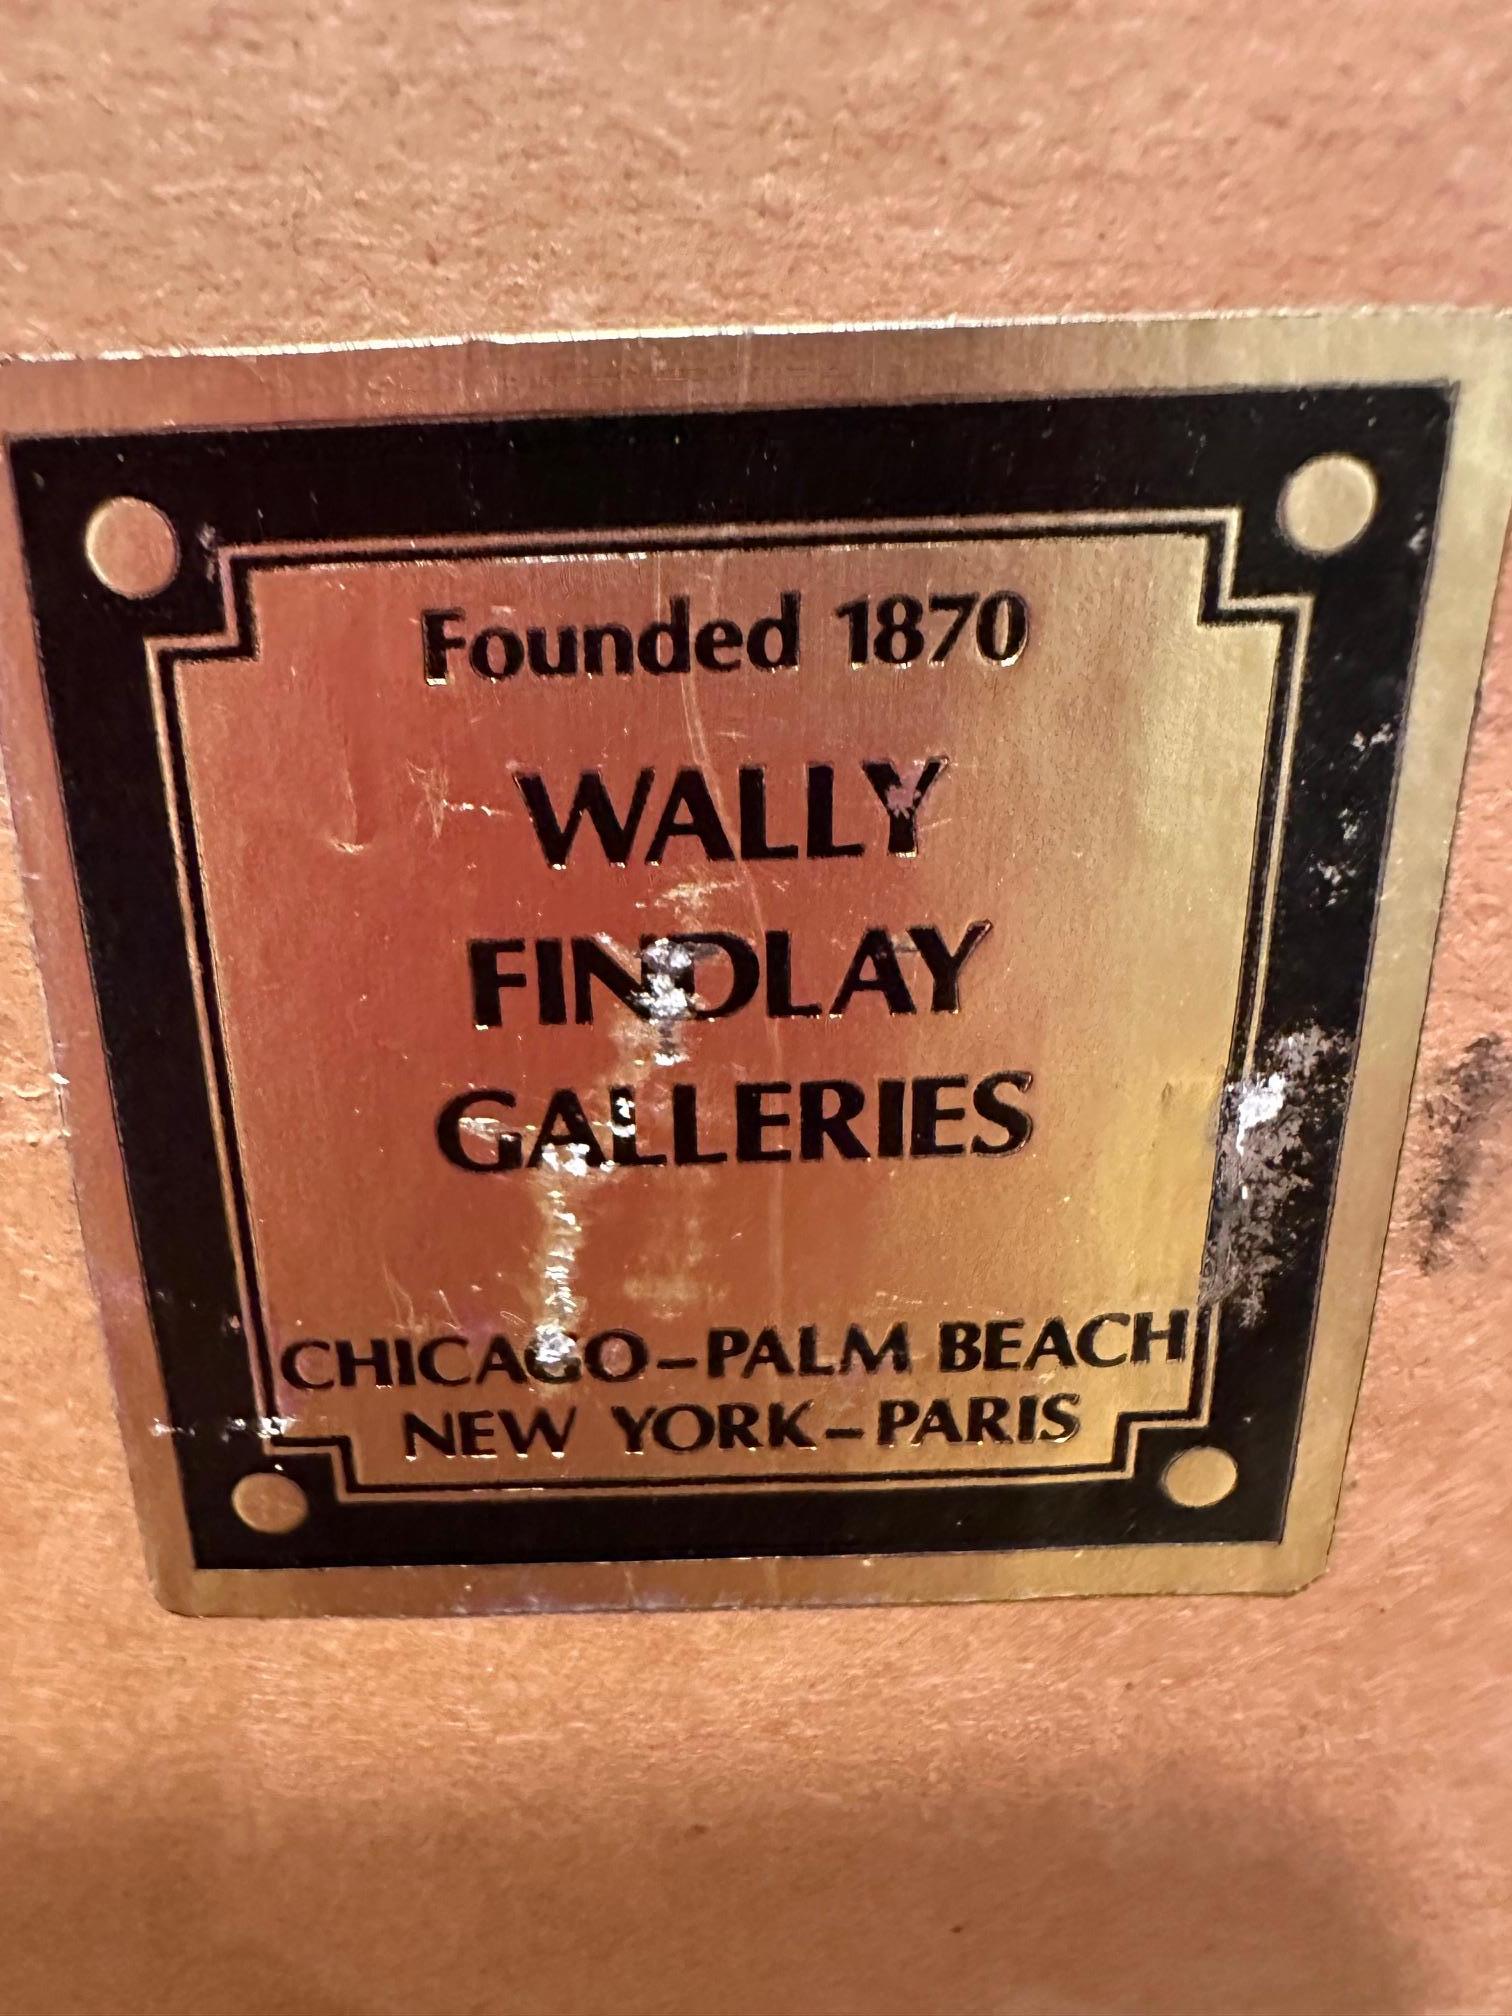 Founded 1870
WALLY
FINDLAY
GALLERIES
CHICAGO–PALM BEACH
NEW YORK–PARIS